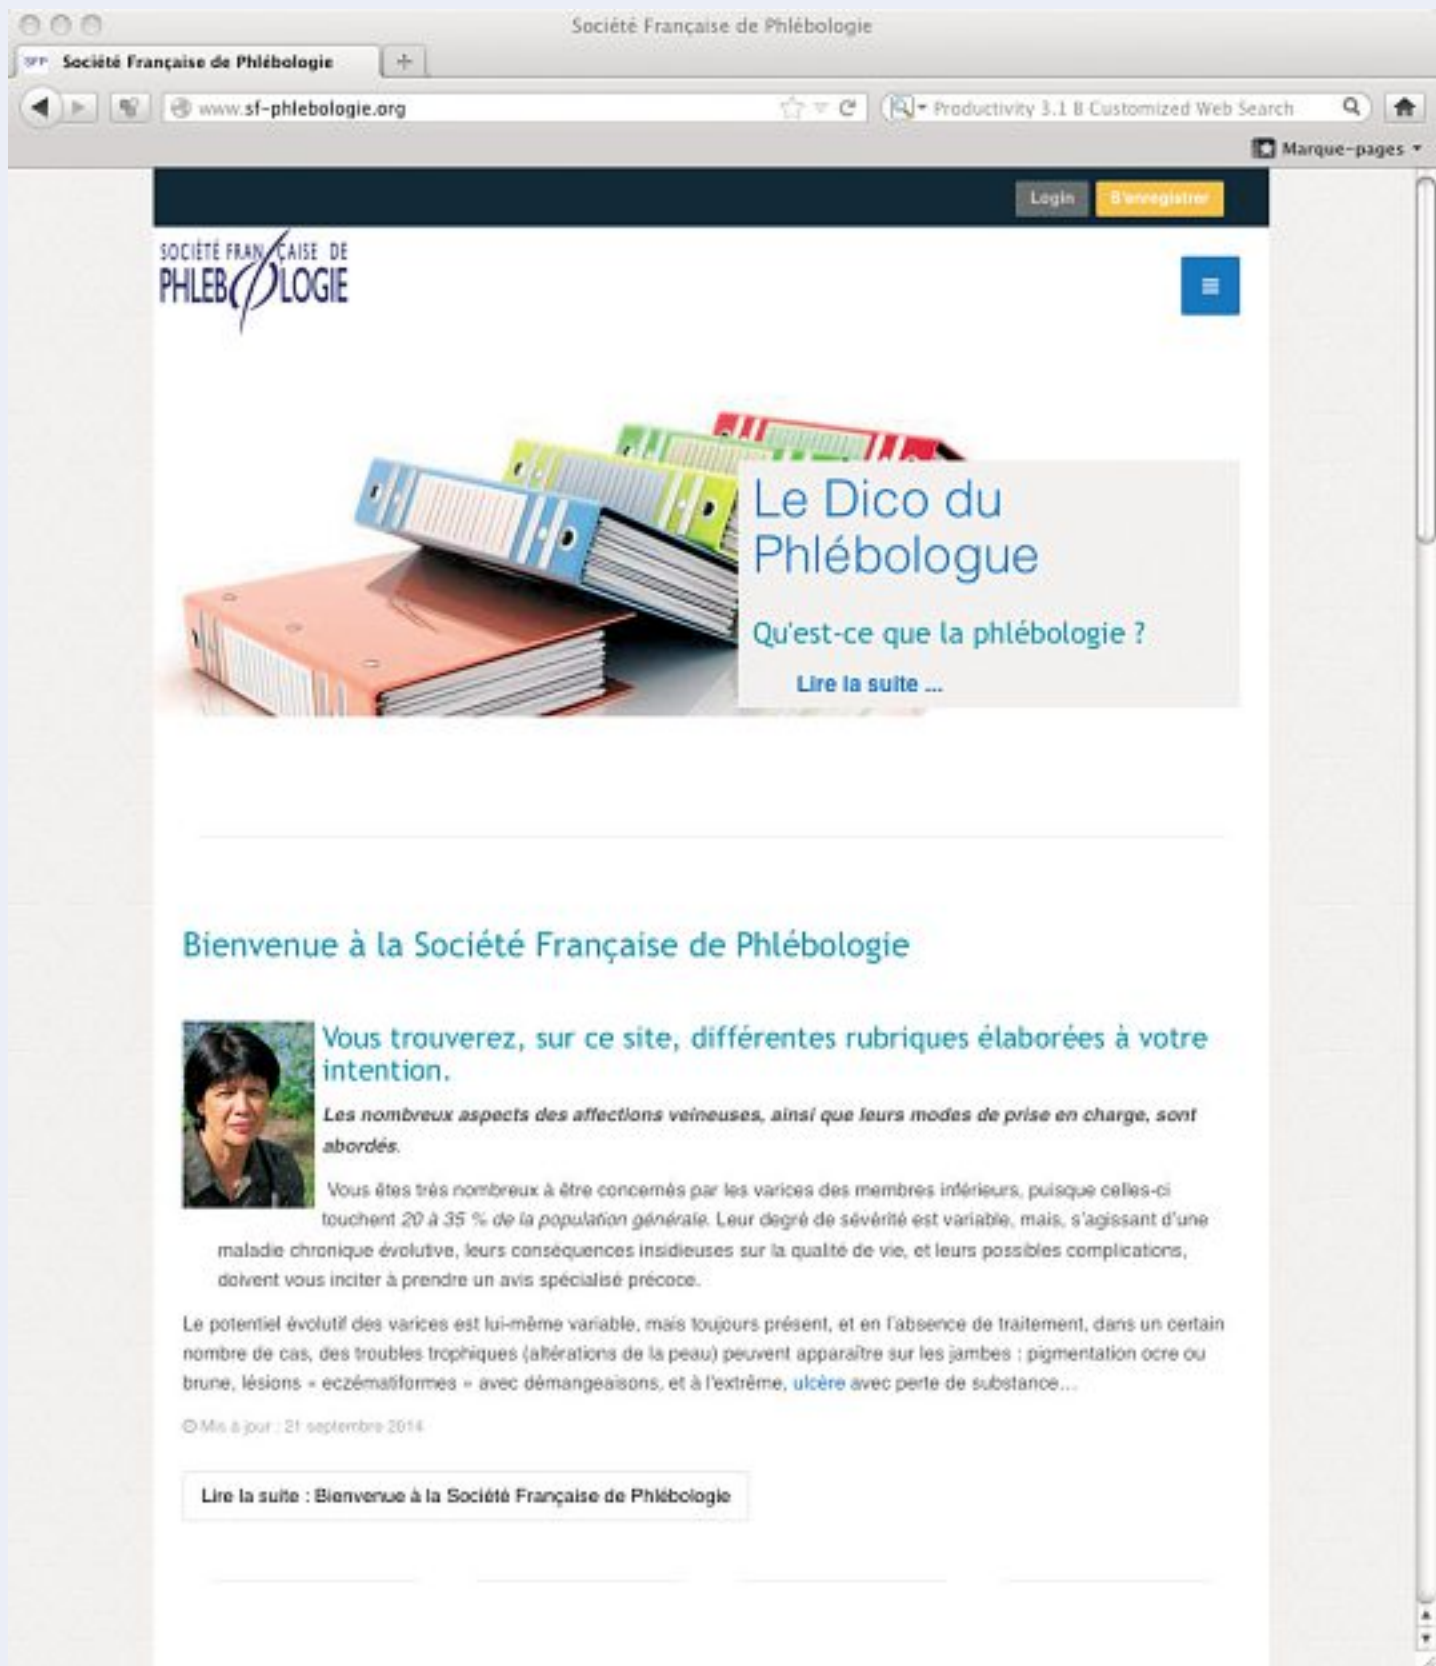 Société Française de Phlébologie
SFP Société Française de Phlébologie
www.sf-phlebologie.org
Productivity 3.1 B Customized Web Search
Marque-pages
Login
S'enregistrer
SOCIÉTÉ FRANÇAISE DE
PHLEBOLOGIE
Le Dico du
Phlébologue
Qu'est-ce que la phlébologie ?
Lire la suite ...
Bienvenue à la Société Française de Phlébologie
Vous trouverez, sur ce site, différentes rubriques élaborées à votre
intention.
Les nombreux aspects des affections veineuses, ainsi que leurs modes de prise en charge, sont
abordés.
Vous êtes très nombreux à être concernés par les varices des membres inférieurs, puisque celles-ci
touchent 20 à 35 % de la population générale. Leur degré de sévérité est variable, mais, s'agissant d'une
maladie chronique évolutive, leurs conséquences insidieuses sur la qualité de vie, et leurs possibles complications,
doivent vous inciter à prendre un avis spécialisé précoce.
Le potentiel évolutif des varices est lui-même variable, mais toujours présent, et en l'absence de traitement, dans un certain
nombre de cas, des troubles trophiques (altérations de la peau) peuvent apparaître sur les jambes : pigmentation ocre ou
brune, lésions « eczématiformes » avec démangeaisons, et à l'extrême, ulcère avec perte de substance…
Mis à jour : 21 septembre 2014
Lire la suite : Bienvenue à la Société Française de Phlébologie